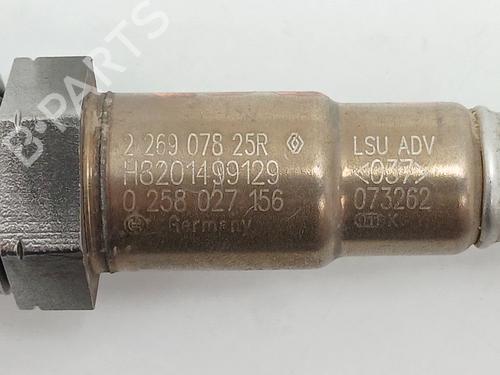 2 269 078 25R
H8201499129
0 258 027 156
Germany
LSU ADV
<037>
073262
K
B-PARTS